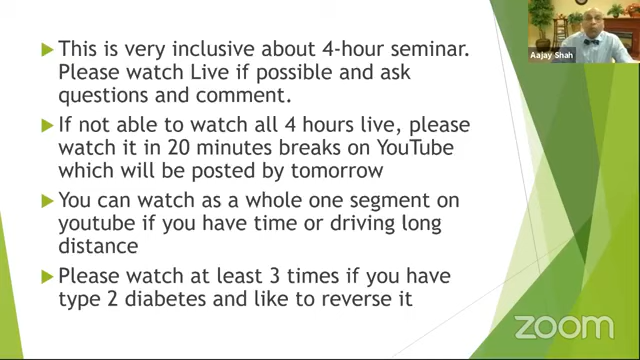 This is very inclusive about 4-hour seminar.
Please watch Live if possible and ask
questions and comment.
If not able to watch all 4 hours live, please
watch it in 20 minutes breaks on YouTube
which will be posted by tomorrow
You can watch as a whole one segment on
youtube if you have time or driving long
distance
Please watch at least 3 times if you have
type 2 diabetes and like to reverse it
Aajay Shah
zoom